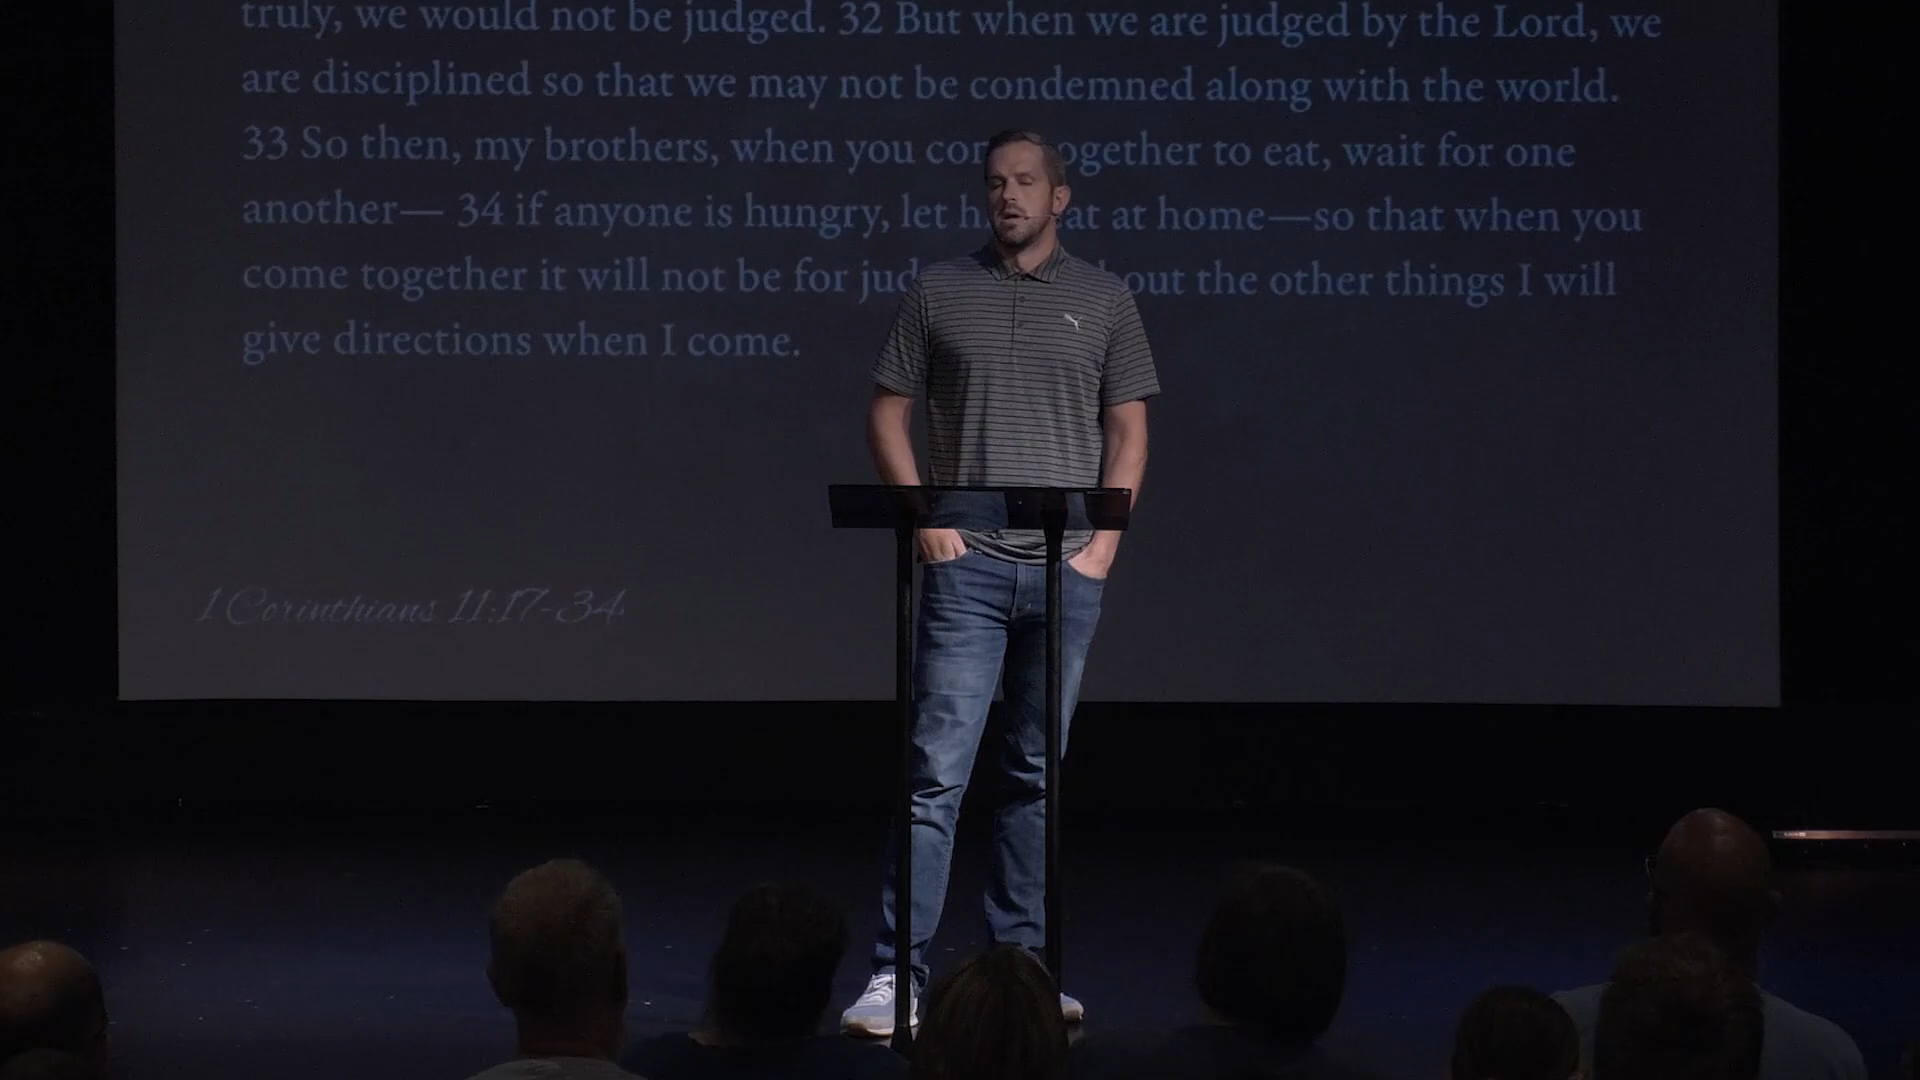 truly, we would not be judged. 32 But when we are judged by the Lord, we
are disciplined so that we may not be condemned along with the world.
33 So then, my brothers, when you com ogether to eat, wait for one
another— 34 if anyone is hungry, let h at at home—so that when you
come together it will not be for jud out the other things I will
give directions when I come.
1 Corinthians 11:17-34